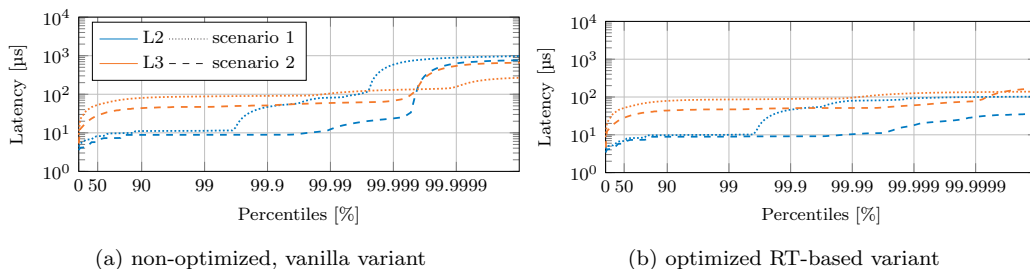 10^4
10^3
10^2
10^1
10^0
Latency [µs]
L2 scenario 1
L3 scenario 2
0 50 90 99 99.9 99.99 99.999 99.9999
Percentiles [%]
(a) non-optimized, vanilla variant
10^4
10^3
10^2
10^1
10^0
Latency [µs]
0 50 90 99 99.9 99.99 99.999 99.9999
Percentiles [%]
(b) optimized RT-based variant